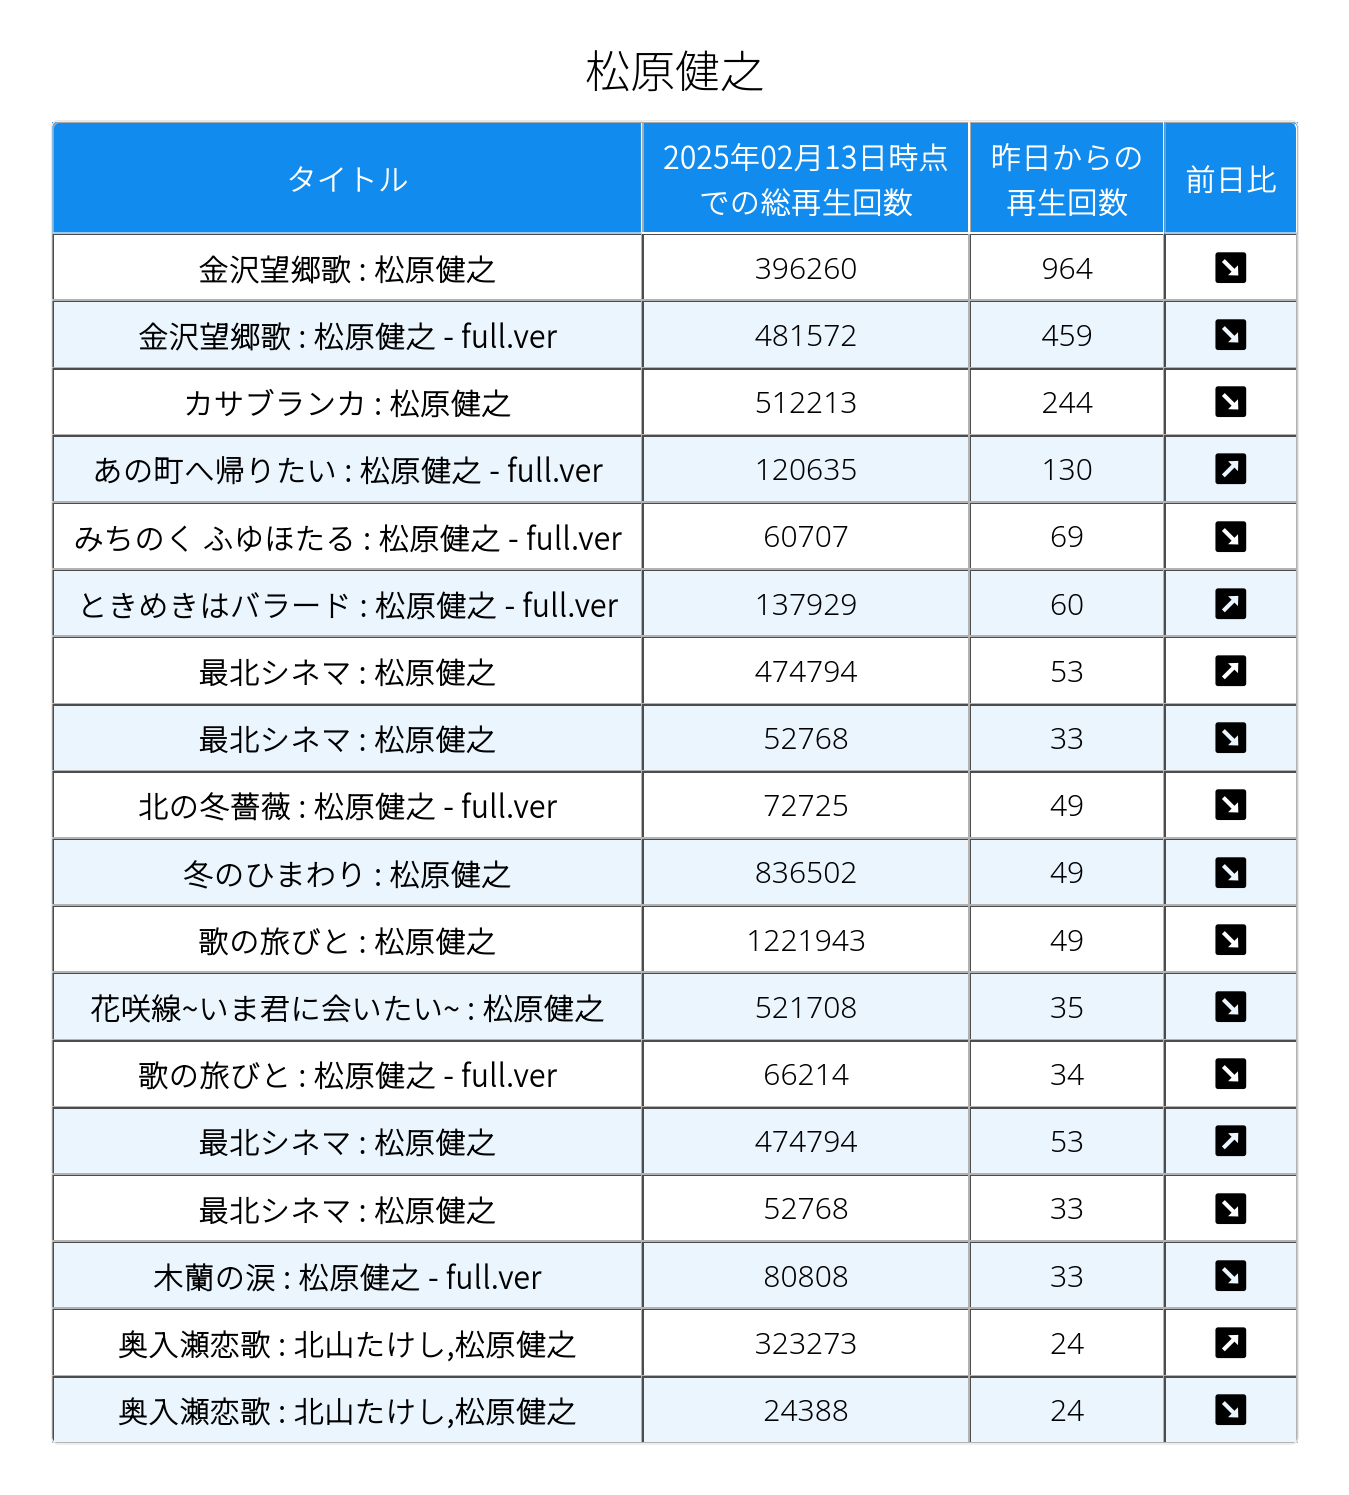 松原健之
タイトル 2025年02月13日時点での総再生回数 昨日からの再生回数 前日比
金沢望郷歌 : 松原健之 396260 964 ↘
金沢望郷歌 : 松原健之 - full.ver 481572 459 ↘
カサブランカ : 松原健之 512213 244 ↘
あの町へ帰りたい : 松原健之 - full.ver 120635 130 ↗
みちのく ふゆほたる : 松原健之 - full.ver 60707 69 ↘
ときめきはバラード : 松原健之 - full.ver 137929 60 ↗
最北シネマ : 松原健之 474794 53 ↗
最北シネマ : 松原健之 52768 33 ↘
北の冬薔薇 : 松原健之 - full.ver 72725 49 ↘
冬のひまわり : 松原健之 836502 49 ↘
歌の旅びと : 松原健之 1221943 49 ↘
花咲線~いま君に会いたい~ : 松原健之 521708 35 ↘
歌の旅びと : 松原健之 - full.ver 66214 34 ↘
最北シネマ : 松原健之 474794 53 ↗
最北シネマ : 松原健之 52768 33 ↘
木蘭の涙 : 松原健之 - full.ver 80808 33 ↘
奥入瀬恋歌 : 北山たけし,松原健之 323273 24 ↗
奥入瀬恋歌 : 北山たけし,松原健之 24388 24 ↘